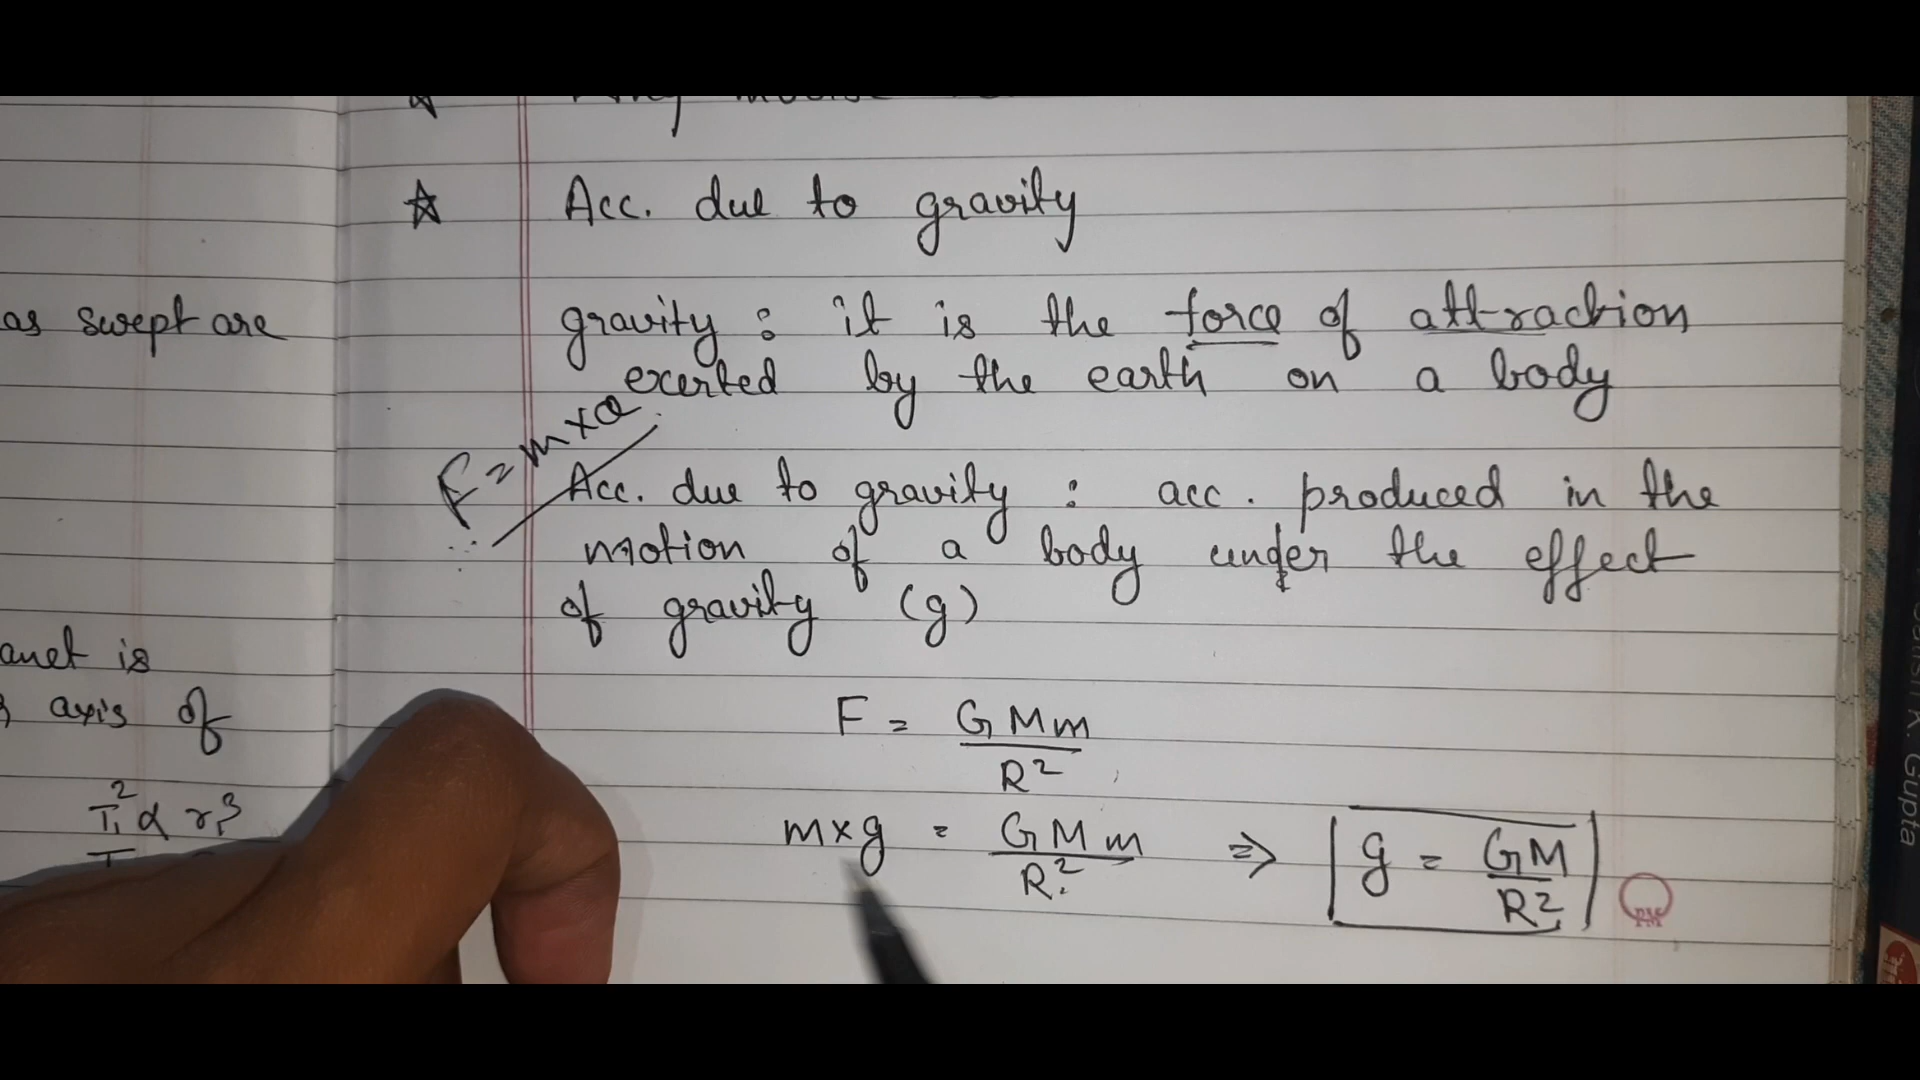 ☆ Acc. due to gravity
gravity : it is the force of attraction
exerted by the earth on a body
F = m x a
Acc. due to gravity : acc. produced in the
motion of a body under the effect
of gravity (g)
F = GMm / R²
m x g = GMm / R² ⇒ g = GM / R²
as swept are
anet is
axis of
T₁² α r₁³
K. Gupta